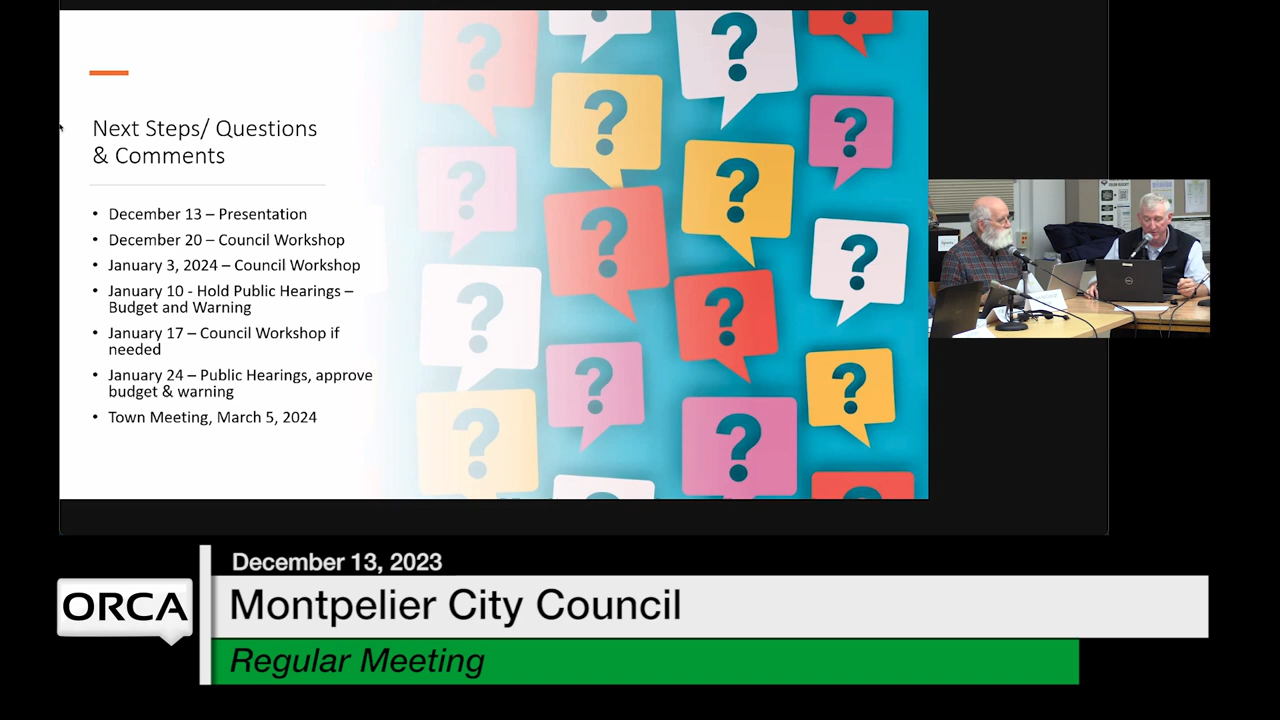 Next Steps/ Questions
& Comments
• December 13 – Presentation
• December 20 – Council Workshop
• January 3, 2024 – Council Workshop
• January 10 - Hold Public Hearings –
Budget and Warning
• January 17 – Council Workshop if
needed
• January 24 – Public Hearings, approve
budget & warning
• Town Meeting, March 5, 2024
December 13, 2023
ORCA
Montpelier City Council
Regular Meeting